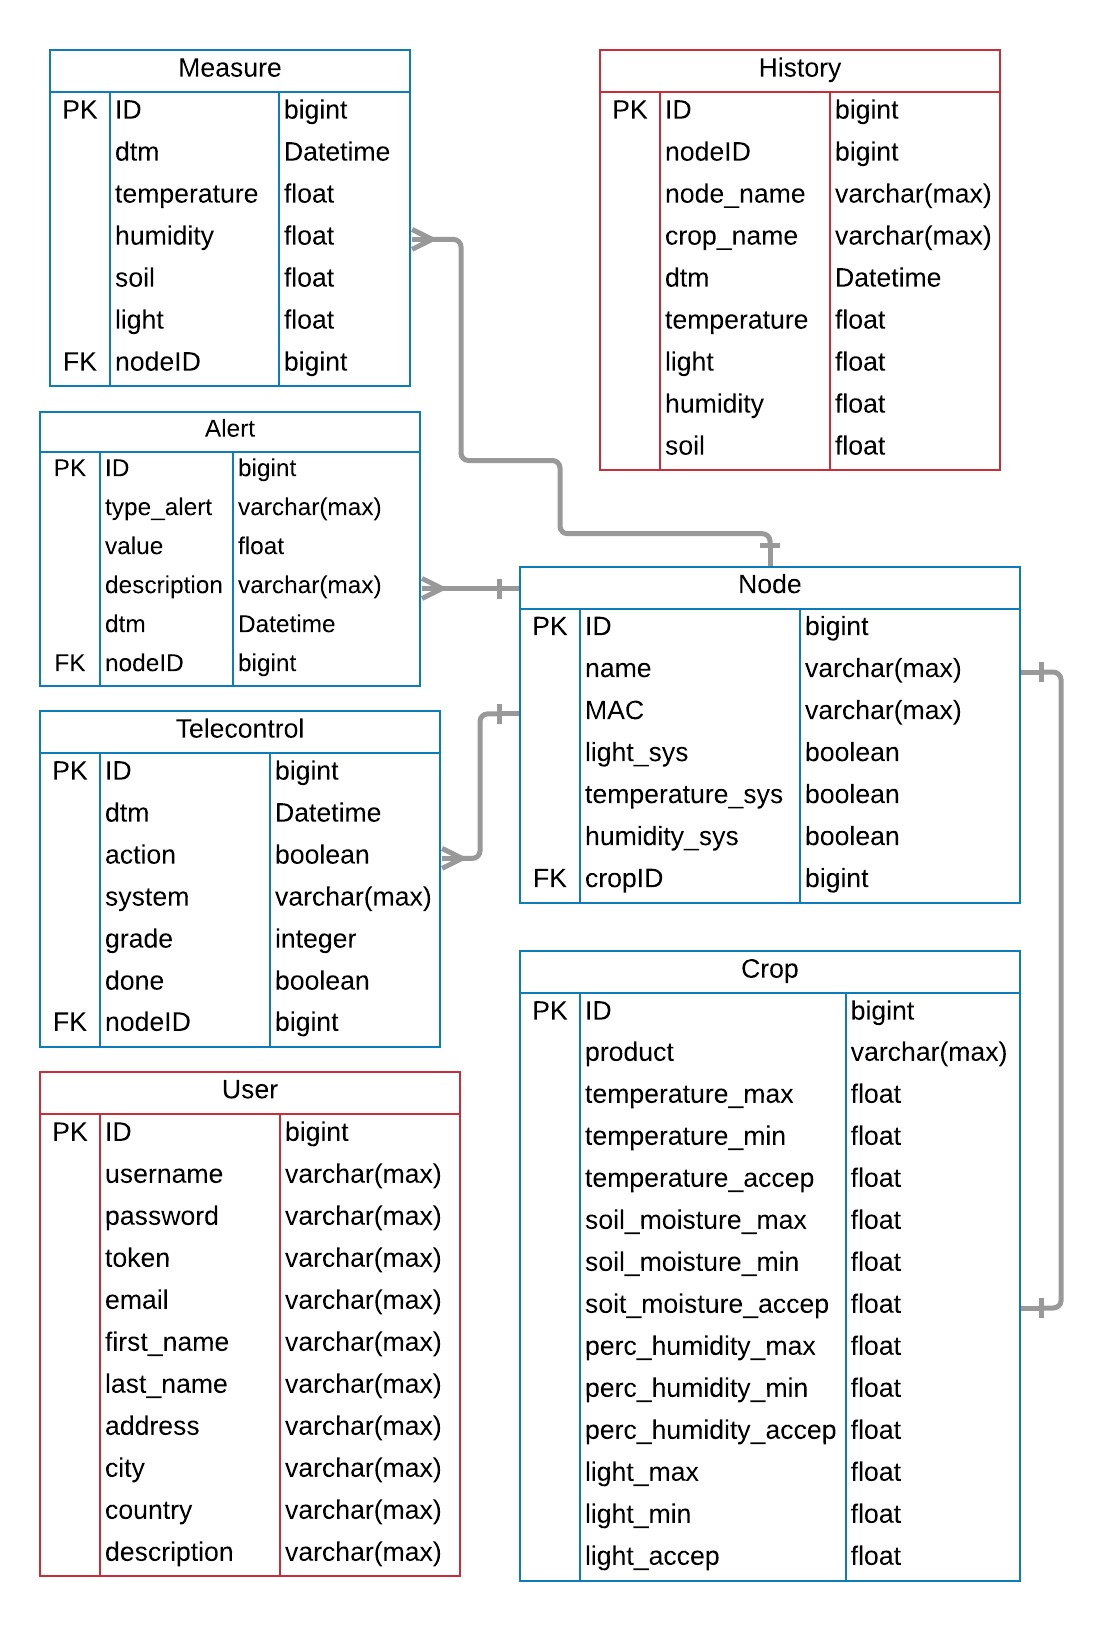 Measure
PK ID bigint
dtm Datetime
temperature float
humidity float
soil float
light float
FK nodeID bigint
History
PK ID bigint
nodeID bigint
node_name varchar(max)
crop_name varchar(max)
dtm Datetime
temperature float
light float
humidity float
soil float
Alert
PK ID bigint
type_alert varchar(max)
value float
description varchar(max)
dtm Datetime
FK nodeID bigint
Node
PK ID bigint
name varchar(max)
MAC varchar(max)
light_sys boolean
temperature_sys boolean
humidity_sys boolean
FK cropID bigint
Telecontrol
PK ID bigint
dtm Datetime
action boolean
system varchar(max)
grade integer
done boolean
FK nodeID bigint
Crop
PK ID bigint
product varchar(max)
temperature_max float
temperature_min float
temperature_accep float
soil_moisture_max float
soil_moisture_min float
soit_moisture_accep float
perc_humidity_max float
perc_humidity_min float
perc_humidity_accep float
light_max float
light_min float
light_accep float
User
PK ID bigint
username varchar(max)
password varchar(max)
token varchar(max)
email varchar(max)
first_name varchar(max)
last_name varchar(max)
address varchar(max)
city varchar(max)
country varchar(max)
description varchar(max)